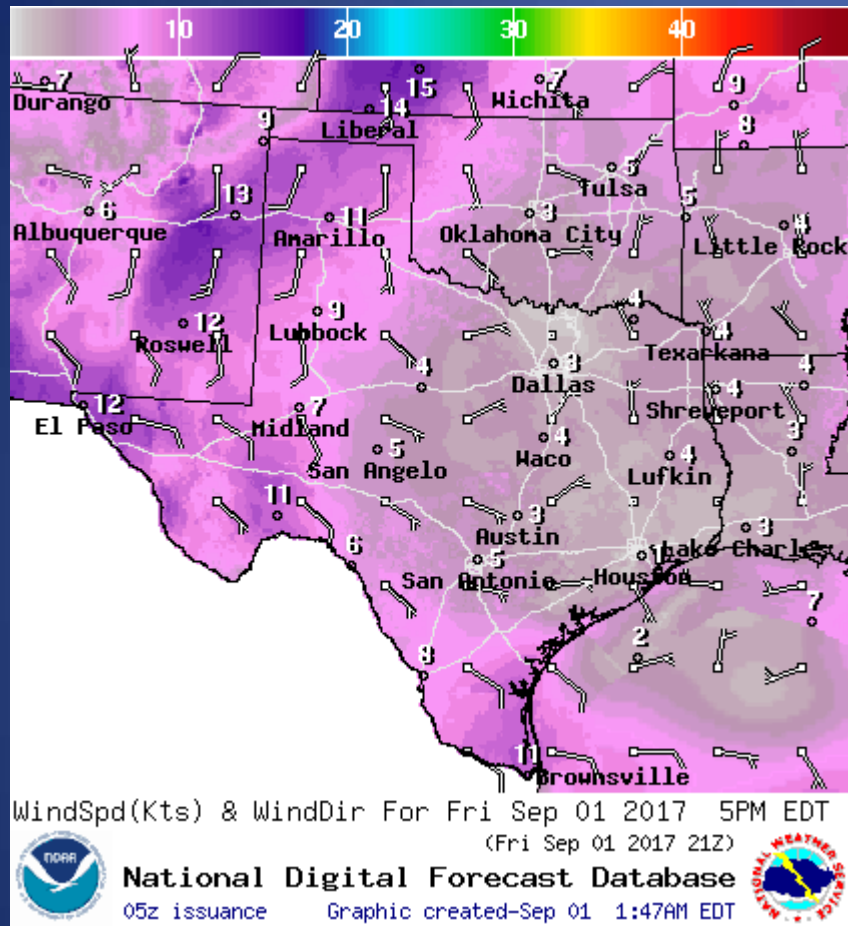 10 20 30 40
7 15 7 9
Durango Wichita
14
Liberal
9 8
5
Tulsa
13 11 3 5
6 4
Albuquerque Amarillo Oklahoma City Little Rock
12 9 4
Roswell Lubbock 4
Texarkana
3
4 Dallas 4 4
12 7 Shreveport
El Paso Midland 4 3
5 Waco 4
San Angelo Lufkin
11 3 3
Austin
6 5 1 Lake Charles
San Antonio Houston
7
2
8
11
Brownsville
WindSpd(Kts) & WindDir For Fri Sep 01 2017 5PM EDT
(Fri Sep 01 2017 21Z)
NOAA
National Digital Forecast Database
NATIONAL WEATHER SERVICE
05z issuance Graphic created-Sep 01 1:47AM EDT